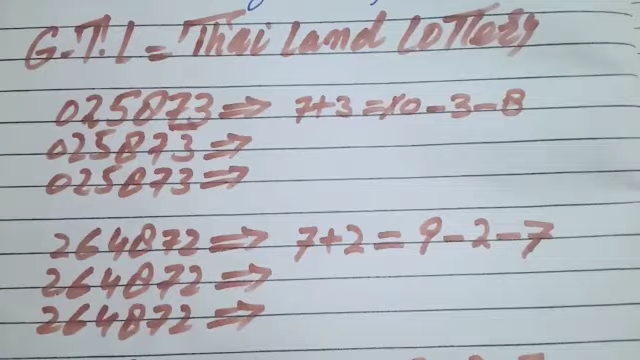 G.T.L = Thai Land Lottery
025873 ⇒ 7+3=10-3-8
025873 ⇒
025873 ⇒
264872 ⇒ 7+2=9-2-7
264872 ⇒
264872 ⇒